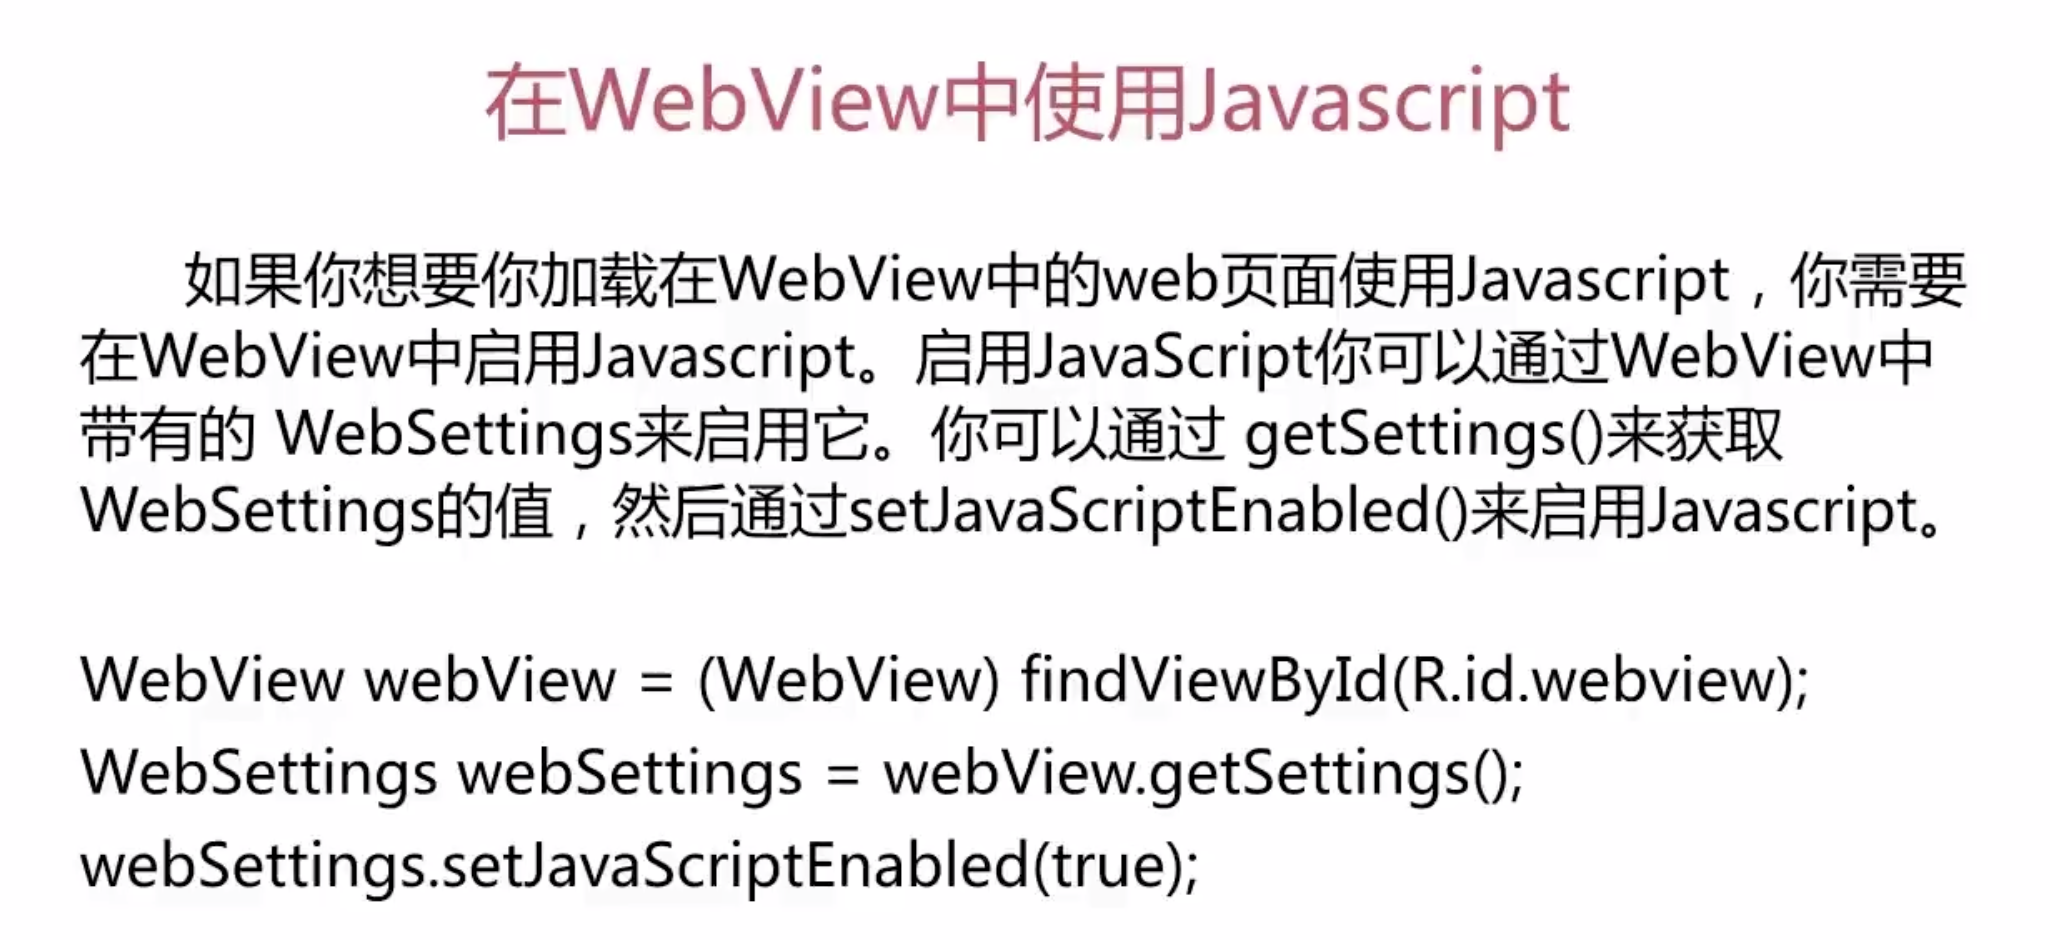 在WebView中使用Javascript
如果你想要你加载在WebView中的web页面使用Javascript，你需要
在WebView中启用Javascript。启用JavaScript你可以通过WebView中
带有的 WebSettings来启用它。你可以通过 getSettings()来获取
WebSettings的值，然后通过setJavaScriptEnabled()来启用Javascript。
WebView webView = (WebView) findViewById(R.id.webview);
WebSettings webSettings = webView.getSettings();
webSettings.setJavaScriptEnabled(true);